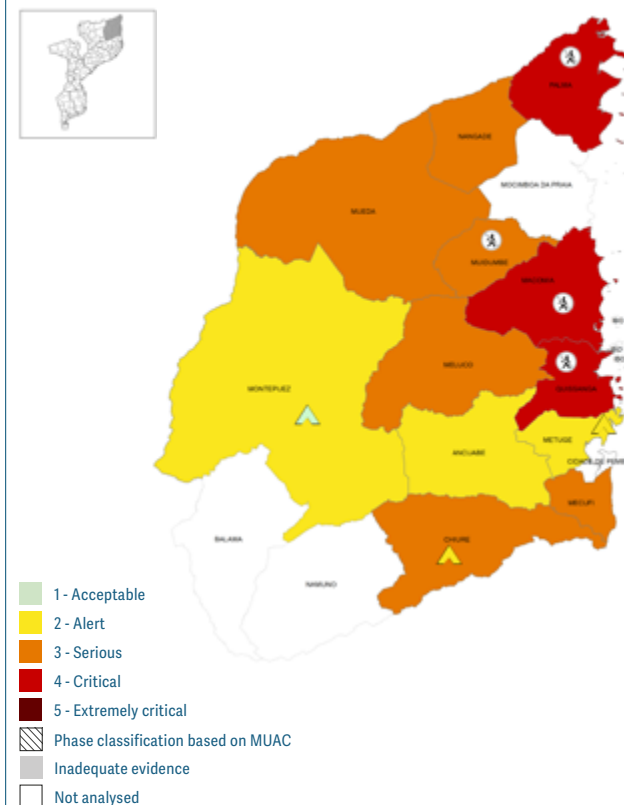 PALMA
NANGADE
MOCIMBOA DA PRAIA
MUEDA
MUIDUMBE
MACOMIA
IBO
MELUCO
QUISSANGA
MONTEPUEZ
METUGE
ANCUABE
CIDADE DE PEMB
MECUFI
CHIURE
BALAMA
NAMUNO
1 - Acceptable
2 - Alert
3 - Serious
4 - Critical
5 - Extremely critical
Phase classification based on MUAC
Inadequate evidence
Not analysed